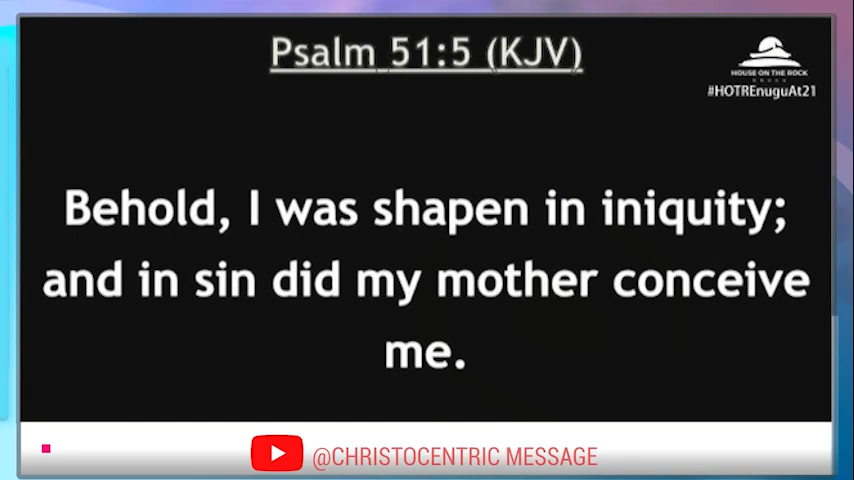 Psalm 51:5 (KJV)
HOUSE ON THE ROCK
#HOTREnuguAt21
Behold, I was shapen in iniquity;
and in sin did my mother conceive
me.
@CHRISTOCENTRIC MESSAGE